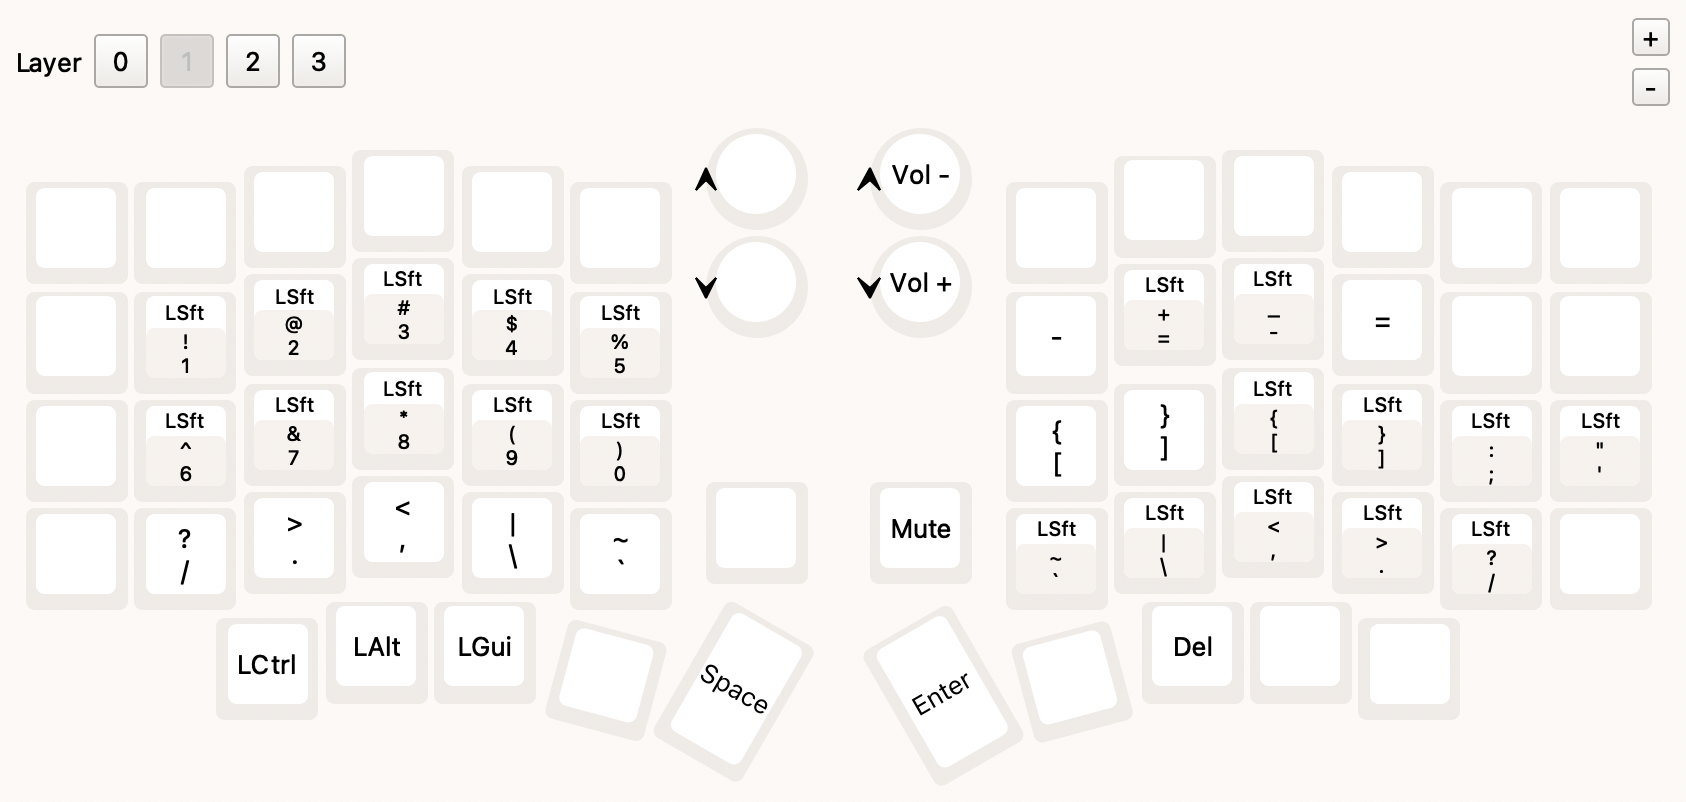 Layer 0 1 2 3
+
-
Vol -
Vol +
LSft
!
1
LSft
@
2
LSft
#
3
LSft
$
4
LSft
%
5
-
LSft
+
=
LSft
_
-
=
LSft
^
6
LSft
&
7
LSft
*
8
LSft
(
9
LSft
)
0
{
[
}
]
LSft
{
[
LSft
}
]
LSft
:
;
LSft
"
'
?
/
>
.
<
,
|
\
~
`
Mute
LSft
~
`
LSft
|
\
LSft
<
,
LSft
>
.
LSft
?
/
LCtrl
LAlt
LGui
Space
Enter
Del